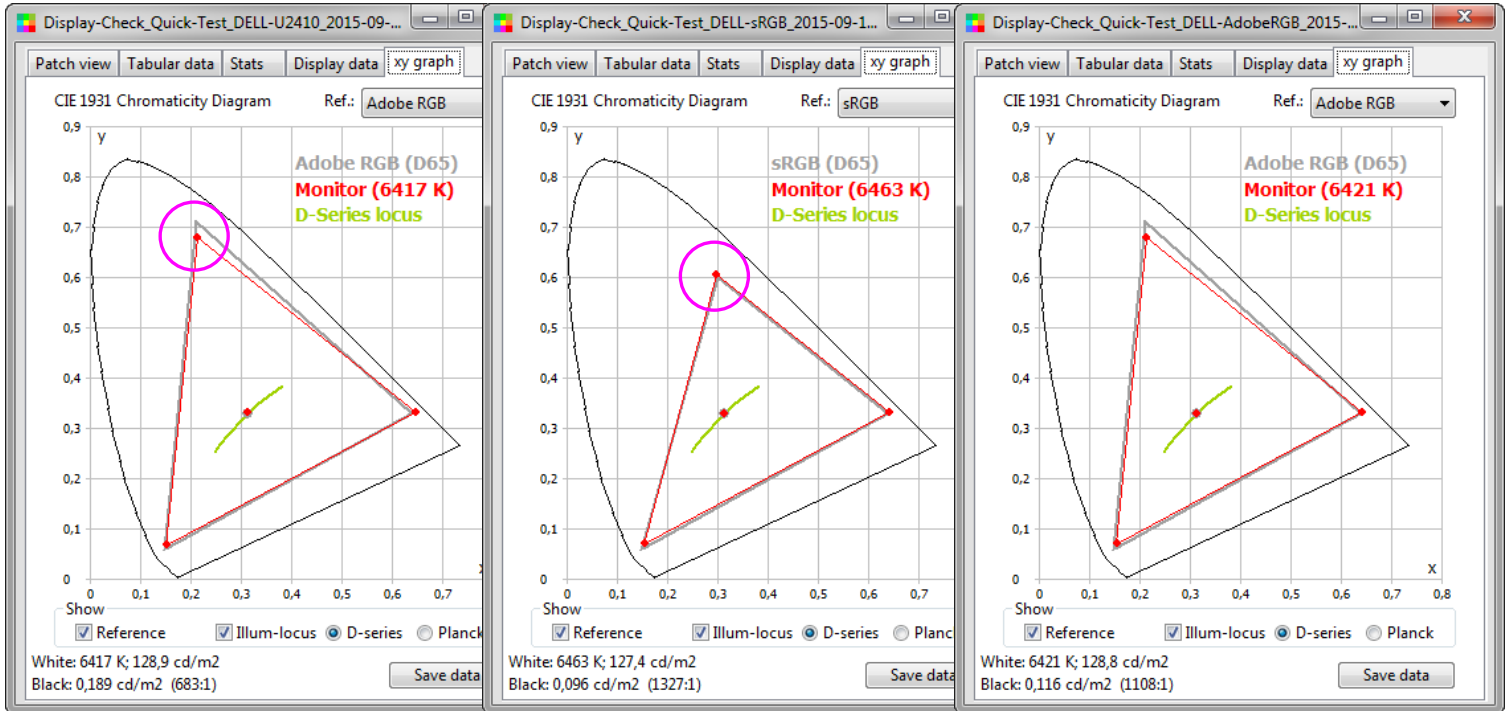 Display-Check_Quick-Test_DELL-U2410_2015-09-...
Patch view Tabular data Stats Display data xy graph
CIE 1931 Chromaticity Diagram Ref.: Adobe RGB
y
Adobe RGB (D65)
Monitor (6417 K)
D-Series locus
0,9
0,8
0,7
0,6
0,5
0,4
0,3
0,2
0,1
0
0 0,1 0,2 0,3 0,4 0,5 0,6 0,7
Show
Reference Illum-locus D-series Planck
White: 6417 K; 128,9 cd/m2
Black: 0,189 cd/m2 (683:1)
Save data
Display-Check_Quick-Test_DELL-sRGB_2015-09-1...
Patch view Tabular data Stats Display data xy graph
CIE 1931 Chromaticity Diagram Ref.: sRGB
y
sRGB (D65)
Monitor (6463 K)
D-Series locus
0,9
0,8
0,7
0,6
0,5
0,4
0,3
0,2
0,1
0
0 0,1 0,2 0,3 0,4 0,5 0,6 0,7
Show
Reference Illum-locus D-series Planc
White: 6463 K; 127,4 cd/m2
Black: 0,096 cd/m2 (1327:1)
Save data
Display-Check_Quick-Test_DELL-AdobeRGB_2015-...
Patch view Tabular data Stats Display data xy graph
CIE 1931 Chromaticity Diagram Ref.: Adobe RGB
y
Adobe RGB (D65)
Monitor (6421 K)
D-Series locus
0,9
0,8
0,7
0,6
0,5
0,4
0,3
0,2
0,1
0
x
0 0,1 0,2 0,3 0,4 0,5 0,6 0,7 0,8
Show
Reference Illum-locus D-series Planck
White: 6421 K; 128,8 cd/m2
Black: 0,116 cd/m2 (1108:1)
Save data